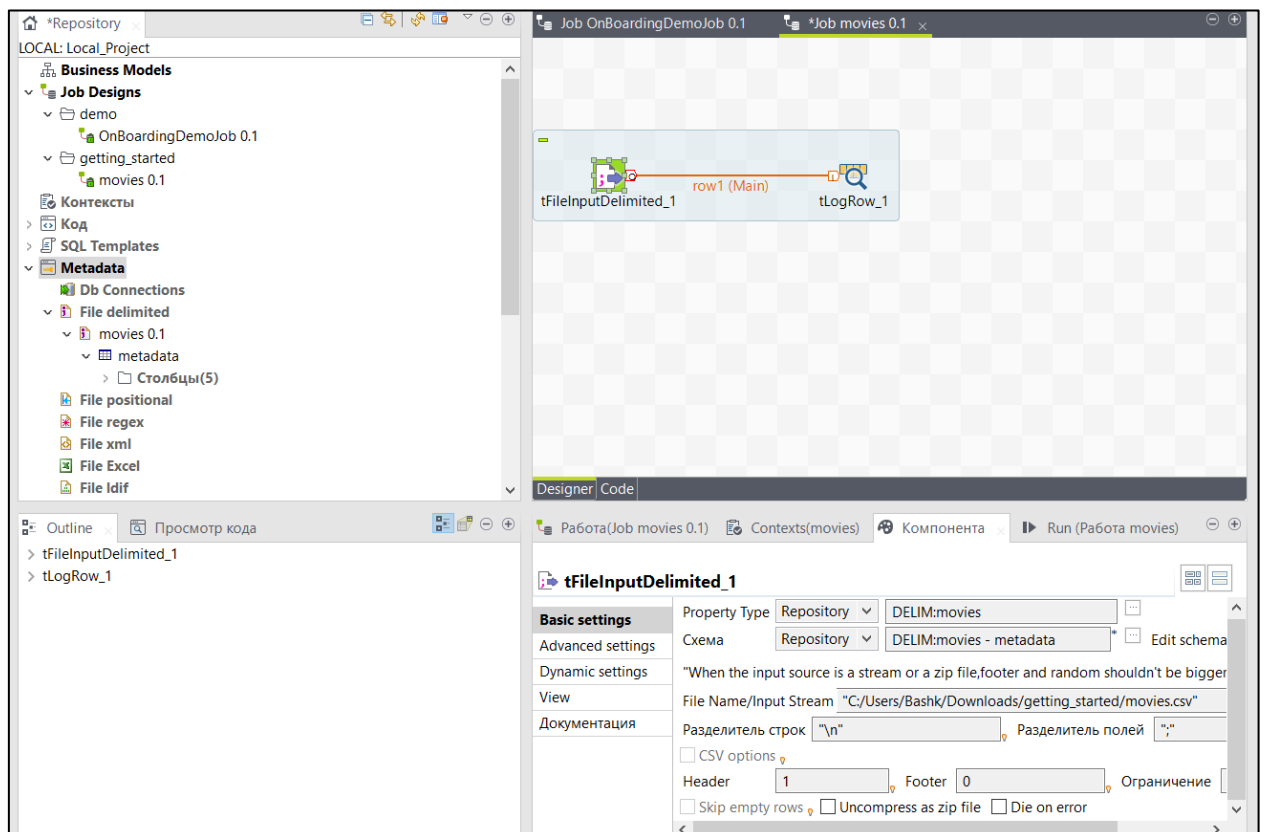 *Repository
LOCAL: Local_Project
Business Models
Job Designs
demo
OnBoardingDemoJob 0.1
getting_started
movies 0.1
Контексты
Код
SQL Templates
Metadata
Db Connections
File delimited
movies 0.1
metadata
Столбцы(5)
File positional
File regex
File xml
File Excel
File ldif
Job OnBoardingDemoJob 0.1 *Job movies 0.1
row1 (Main)
tFileInputDelimited_1 tLogRow_1
Designer Code
Outline Просмотр кода
tFileInputDelimited_1
tLogRow_1
Работа(Job movies 0.1) Contexts(movies) Компонента Run (Работа movies)
tFileInputDelimited_1
Basic settings
Advanced settings
Dynamic settings
View
Документация
Property Type Repository DELIM:movies
Схема Repository DELIM:movies - metadata * Edit schema
"When the input source is a stream or a zip file,footer and random shouldn't be bigger
File Name/Input Stream "C:/Users/Bashk/Downloads/getting_started/movies.csv"
Разделитель строк "\n" Разделитель полей ";"
CSV options
Header 1 Footer 0 Ограничение
Skip empty rows Uncompress as zip file Die on error